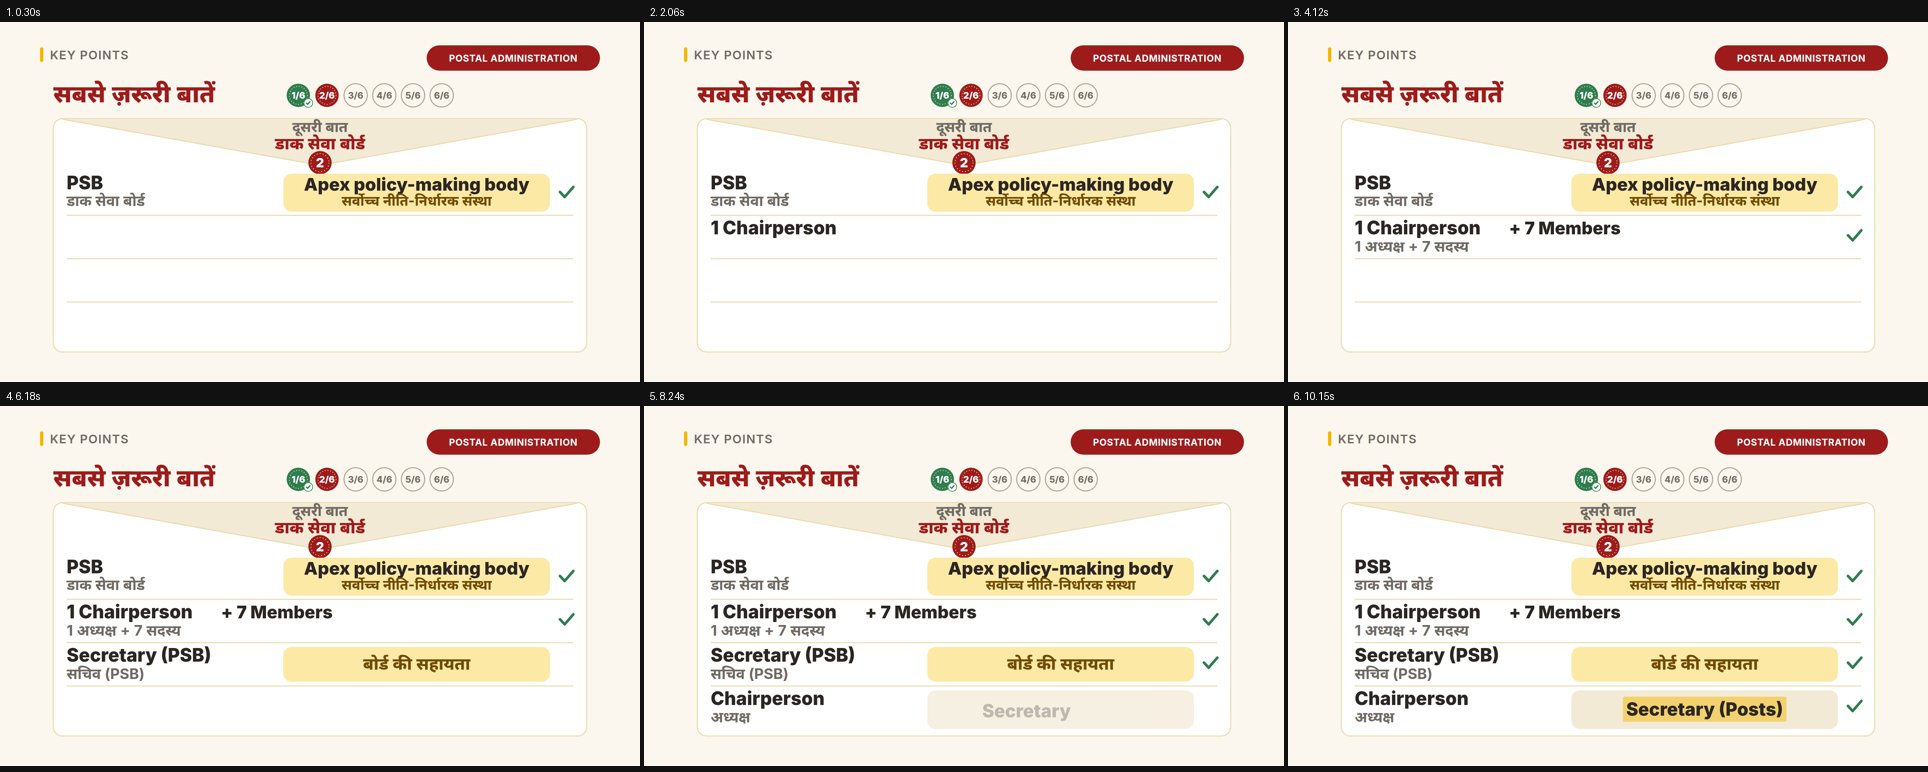 1. 0.30s
KEY POINTS
POSTAL ADMINISTRATION
सबसे ज़रूरी बातें
1/6 2/6 3/6 4/6 5/6 6/6
दूसरी बात
डाक सेवा बोर्ड
2
PSB
डाक सेवा बोर्ड
Apex policy-making body
सर्वोच्च नीति-निर्धारक संस्था
2. 2.06s
KEY POINTS
POSTAL ADMINISTRATION
सबसे ज़रूरी बातें
1/6 2/6 3/6 4/6 5/6 6/6
दूसरी बात
डाक सेवा बोर्ड
2
PSB
डाक सेवा बोर्ड
Apex policy-making body
सर्वोच्च नीति-निर्धारक संस्था
1 Chairperson
3. 4.12s
KEY POINTS
POSTAL ADMINISTRATION
सबसे ज़रूरी बातें
1/6 2/6 3/6 4/6 5/6 6/6
दूसरी बात
डाक सेवा बोर्ड
2
PSB
डाक सेवा बोर्ड
Apex policy-making body
सर्वोच्च नीति-निर्धारक संस्था
1 Chairperson + 7 Members
1 अध्यक्ष + 7 सदस्य
4. 6.18s
KEY POINTS
POSTAL ADMINISTRATION
सबसे ज़रूरी बातें
1/6 2/6 3/6 4/6 5/6 6/6
दूसरी बात
डाक सेवा बोर्ड
2
PSB
डाक सेवा बोर्ड
Apex policy-making body
सर्वोच्च नीति-निर्धारक संस्था
1 Chairperson + 7 Members
1 अध्यक्ष + 7 सदस्य
Secretary (PSB)
सचिव (PSB)
बोर्ड की सहायता
5. 8.24s
KEY POINTS
POSTAL ADMINISTRATION
सबसे ज़रूरी बातें
1/6 2/6 3/6 4/6 5/6 6/6
दूसरी बात
डाक सेवा बोर्ड
2
PSB
डाक सेवा बोर्ड
Apex policy-making body
सर्वोच्च नीति-निर्धारक संस्था
1 Chairperson + 7 Members
1 अध्यक्ष + 7 सदस्य
Secretary (PSB)
सचिव (PSB)
बोर्ड की सहायता
Chairperson
अध्यक्ष
Secretary
6. 10.15s
KEY POINTS
POSTAL ADMINISTRATION
सबसे ज़रूरी बातें
1/6 2/6 3/6 4/6 5/6 6/6
दूसरी बात
डाक सेवा बोर्ड
2
PSB
डाक सेवा बोर्ड
Apex policy-making body
सर्वोच्च नीति-निर्धारक संस्था
1 Chairperson + 7 Members
1 अध्यक्ष + 7 सदस्य
Secretary (PSB)
सचिव (PSB)
बोर्ड की सहायता
Chairperson
अध्यक्ष
Secretary (Posts)